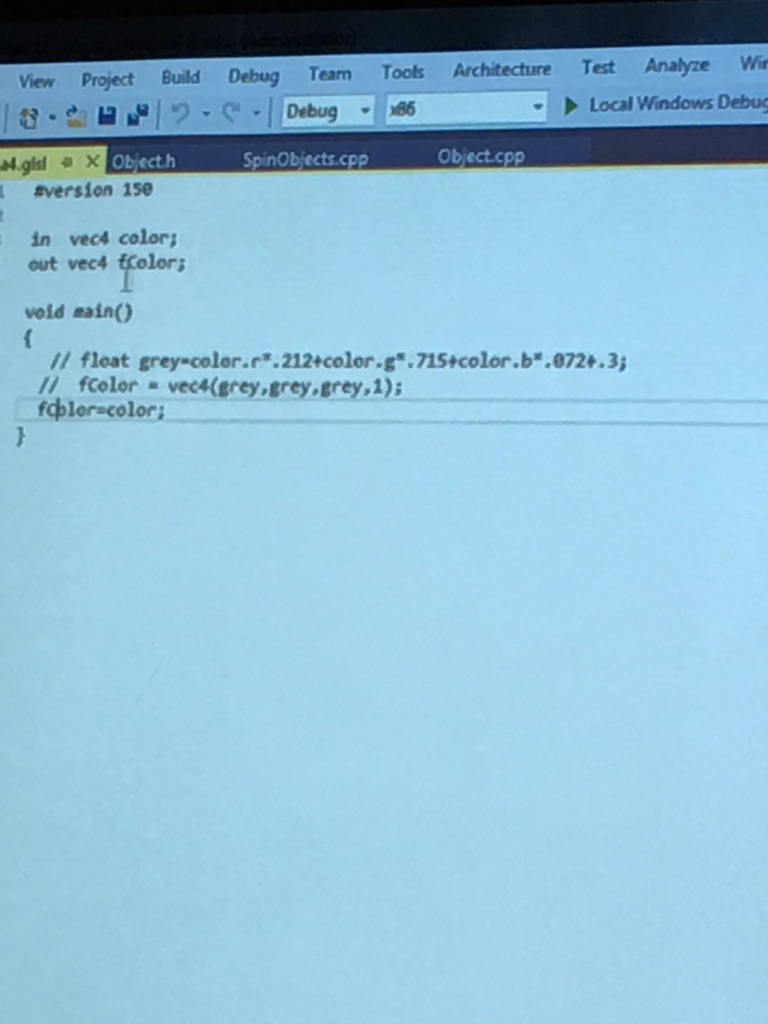 View Project Build Debug Team Tools Architecture Test Analyze
Debug x86 Local Windows Debug
a4.glsl Object.h SpinObjects.cpp Object.cpp
#version 150
in vec4 color;
out vec4 fColor;
void main()
{
// float grey=color.r*.212+color.g*.715+color.b*.072+.3;
// fColor = vec4(grey,grey,grey,1);
fColor=color;
}